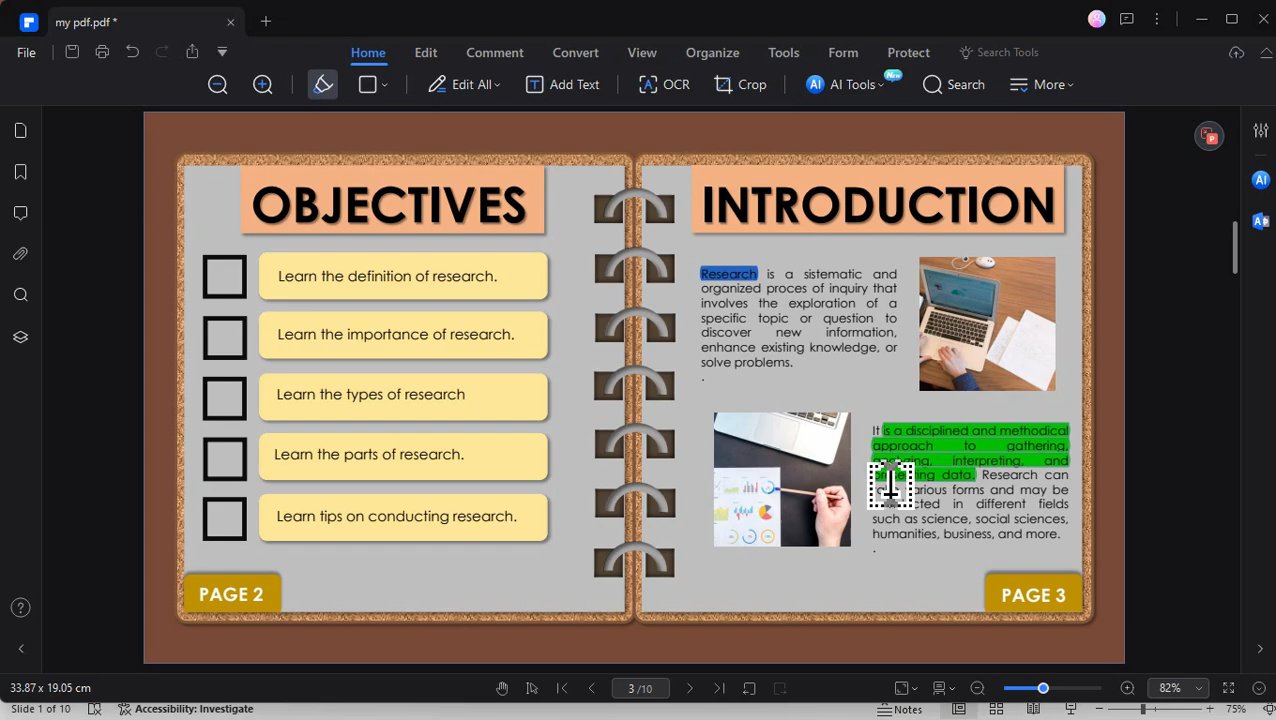 my pdf.pdf *
File
Home
Edit
Comment
Convert
View
Organize
Tools
Form
Protect
Search Tools
Edit All
Add Text
OCR
Crop
AI
AI Tools
New
Search
More
OBJECTIVES
Learn the definition of research.
Learn the importance of research.
Learn the types of research
Learn the parts of research.
Learn tips on conducting research.
PAGE 2
INTRODUCTION
Research is a sistematic and
organized proces of inquiry that
involves the exploration of a
specific topic or question to
discover new information,
enhance existing knowledge, or
solve problems.
.
It is a disciplined and methodical
approach to gathering,
interpreting, and
data. Research can
various forms and may be
in different fields
such as science, social sciences,
humanities, business, and more.
.
PAGE 3
AI
33.87 x 19.05 cm
3 /10
82%
Slide 1 of 10
Accessibility: Investigate
Notes
75%